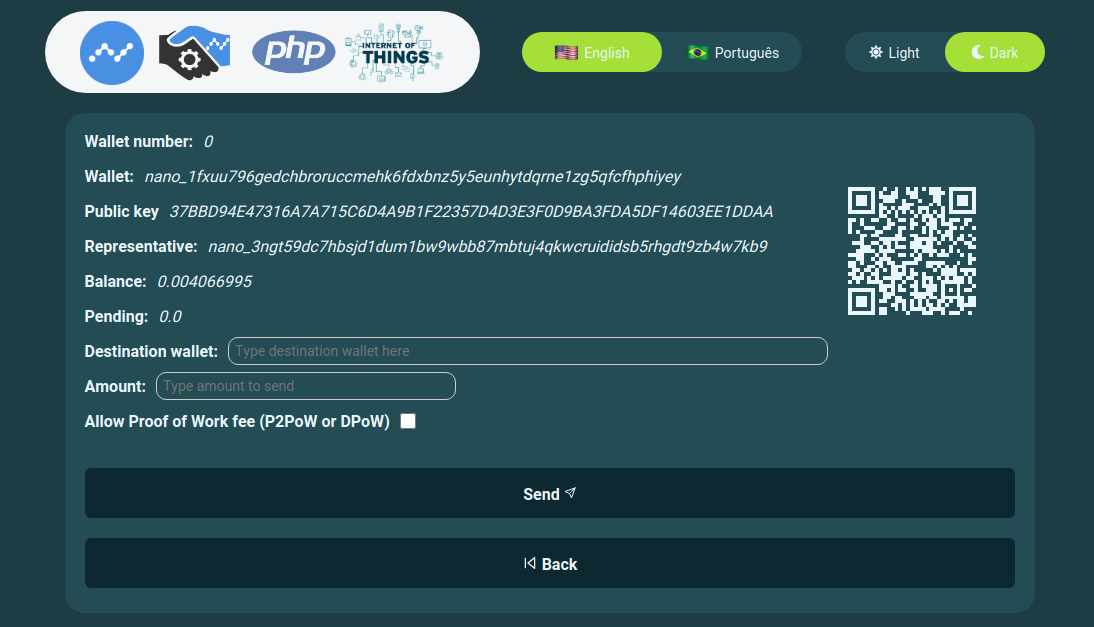 php
INTERNET OF
THINGS
English
Português
Light
Dark
Wallet number: 0
Wallet: nano_1fxuu796gedchbroruccmehk6fdxbnz5y5eunhytdqrne1zg5qfcfhphiyey
Public key 37BBD94E47316A7A715C6D4A9B1F22357D4D3E3F0D9BA3FDA5DF14603EE1DDAA
Representative: nano_3ngt59dc7hbsjd1dum1bw9wbb87mbtuj4qkwcruididsb5rhgdt9zb4w7kb9
Balance: 0.004066995
Pending: 0.0
Destination wallet: Type destination wallet here
Amount: Type amount to send
Allow Proof of Work fee (P2PoW or DPoW)
Send
Back